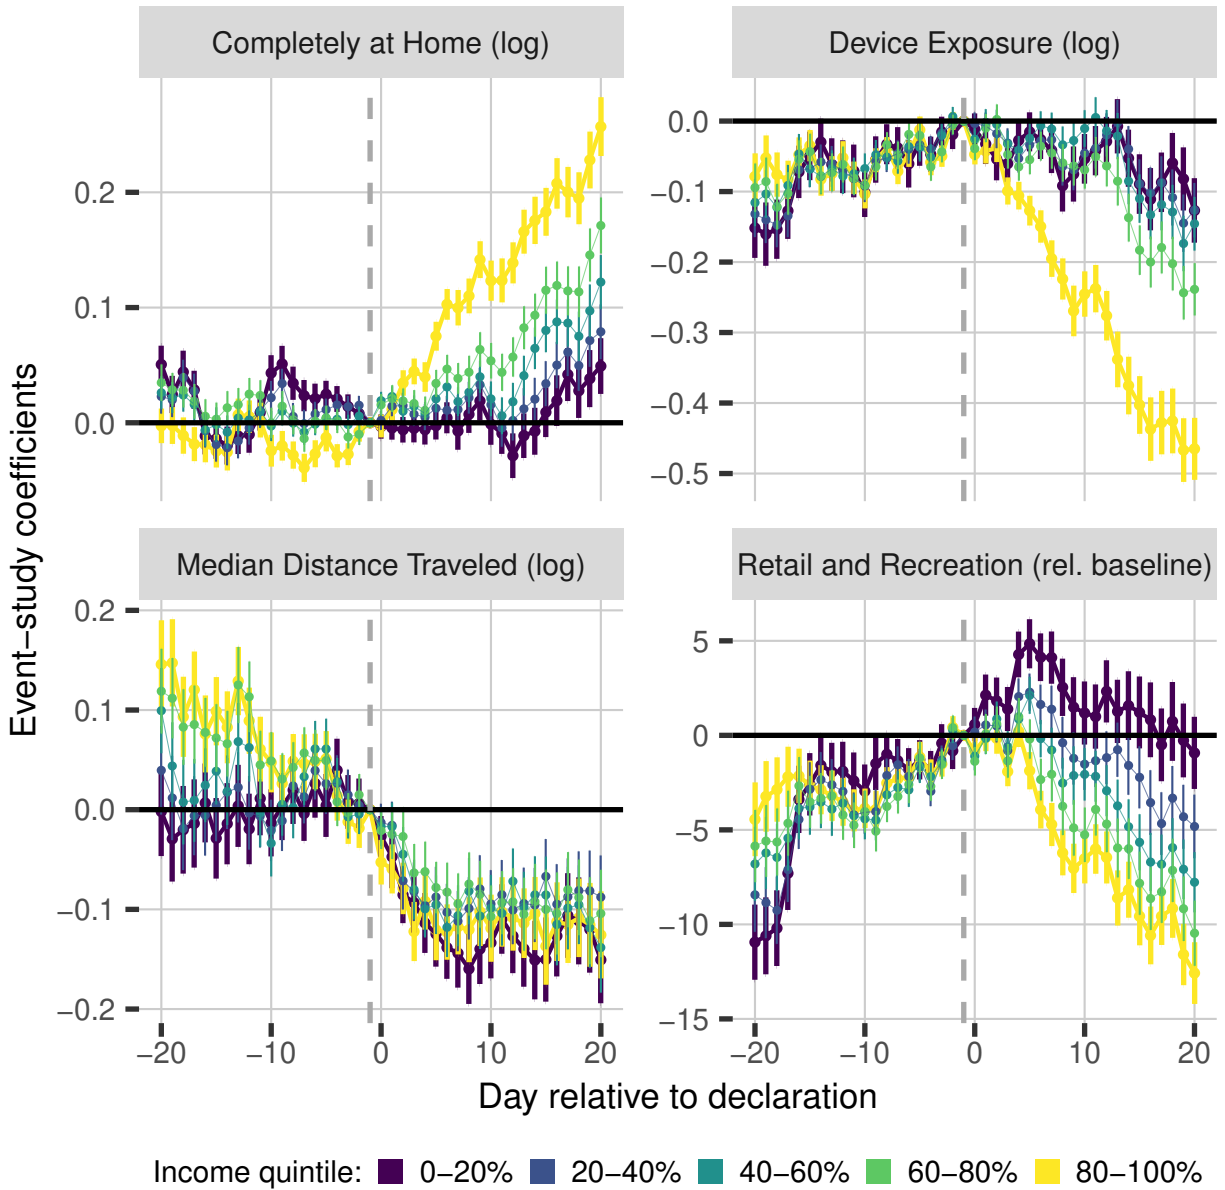 Completely at Home (log)
Device Exposure (log)
0.2
0.1
0.0
0.0
−0.1
−0.2
−0.3
−0.4
−0.5
Event−study coefficients
Median Distance Traveled (log)
Retail and Recreation (rel. baseline)
0.2
0.1
0.0
−0.1
−0.2
5
0
−5
−10
−15
−20 −10 0 10 20
−20 −10 0 10 20
Day relative to declaration
Income quintile: 0−20% 20−40% 40−60% 60−80% 80−100%